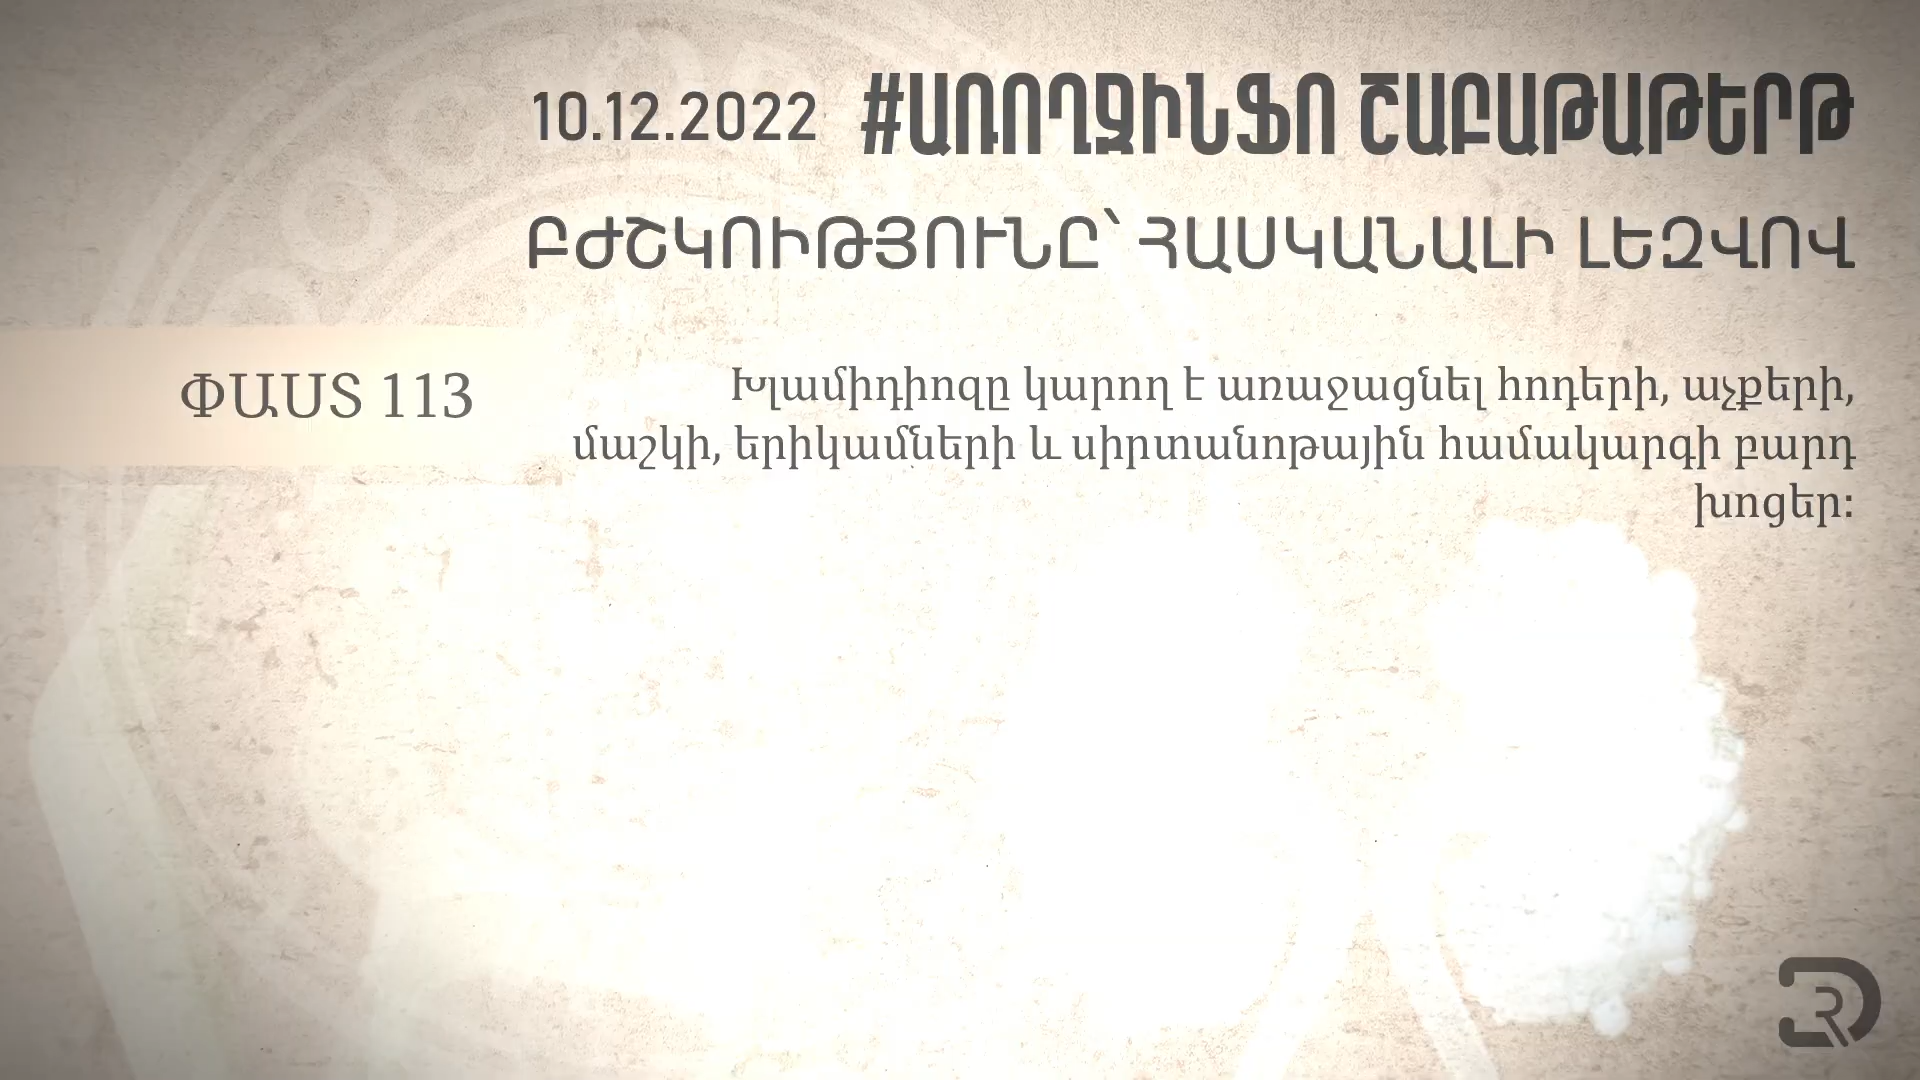 10.12.2022 #ԱՌՈՂՋԻՆՖՈ ՇԱԲԱԹԱԹԵՐԹ
ԲԺՇԿՈՒԹՅՈՒՆԸ՝ ՀԱՍԿԱՆԱԼԻ ԼԵԶՎՈՎ
ՓԱՍՏ 113
Խլամիդիոզը կարող է առաջացնել հոդերի, աչքերի,
մաշկի, երիկամների և սիրտանոթային համակարգի բարդ
խոցեր: